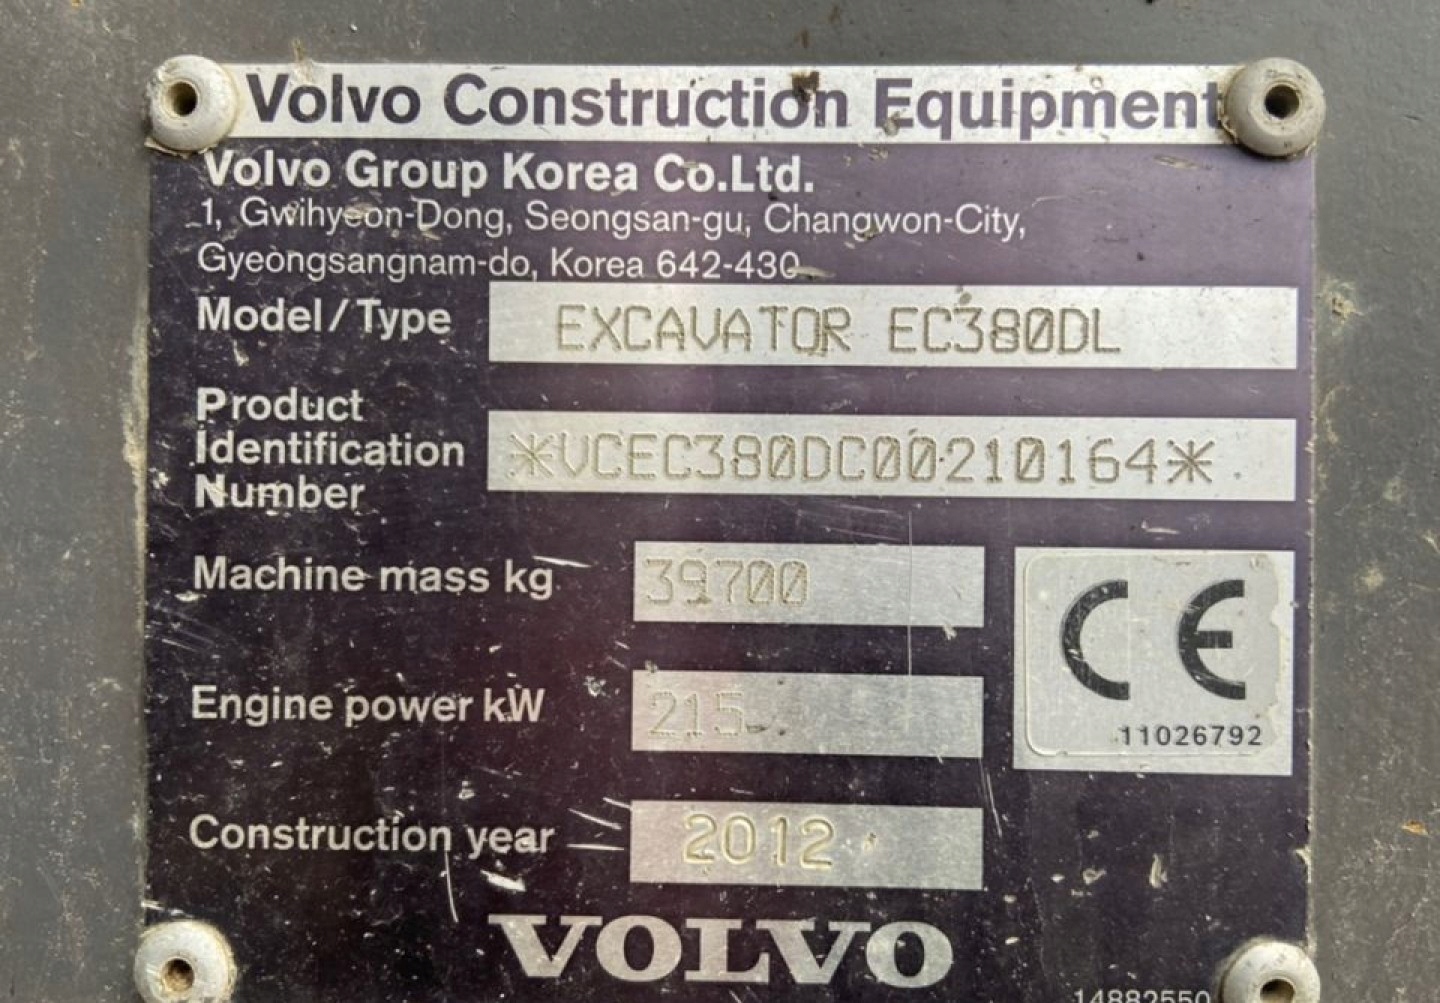 Volvo Construction Equipment
Volvo Group Korea Co.Ltd.
1, Gwihyeon-Dong, Seongsan-gu, Changwon-City,
Gyeongsangnam-do, Korea 642-430
Model/Type EXCAVATOR EC380DL
Product
Identification
Number
*VCEC380DC00210164*
Machine mass kg 39700
Engine power kW 215
CE
11026792
Construction year 2012
VOLVO
14882550